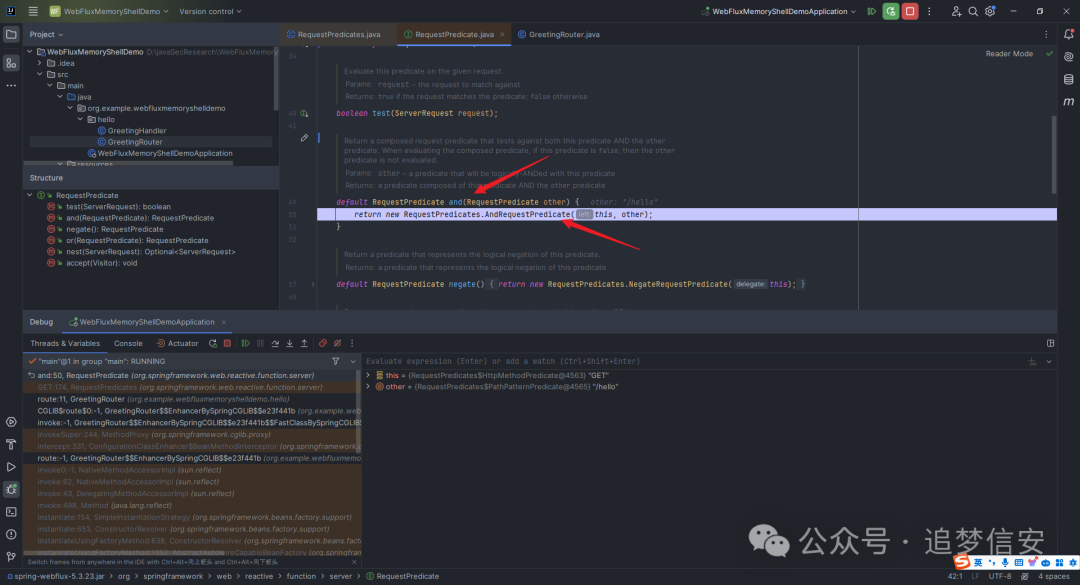 WF WebFluxMemoryShellDemo Version control WebFluxMemoryShellDemoApplication
Project
RequestPredicates.java RequestPredicate.java GreetingRouter.java
WebFluxMemoryShellDemo D:\javaSecResearch\WebFluxMemory
.idea
src
main
java
org.example.webfluxmemoryshelldemo
hello
GreetingHandler
GreetingRouter
WebFluxMemoryShellDemoApplication
resources
Structure
RequestPredicate
test(ServerRequest): boolean
and(RequestPredicate): RequestPredicate
negate(): RequestPredicate
or(RequestPredicate): RequestPredicate
nest(ServerRequest): Optional<ServerRequest>
accept(Visitor): void
Reader Mode
Evaluate this predicate on the given request.
Params: request – the request to match against
Returns: true if the request matches the predicate; false otherwise
40 boolean test(ServerRequest request);
41
Return a composed request predicate that tests against both this predicate AND the other
predicate. When evaluating the composed predicate, if this predicate is false, then the other
predicate is not evaluated.
Params: other – a predicate that will be logically-ANDed with this predicate
Returns: a predicate composed of this predicate AND the other predicate
49 default RequestPredicate and(RequestPredicate other) { other: "/hello"
50 return new RequestPredicates.AndRequestPredicate( left: this, other);
51 }
52
Return a predicate that represents the logical negation of this predicate.
Returns: a predicate that represents the logical negation of this predicate
57 default RequestPredicate negate() { return new RequestPredicates.NegateRequestPredicate( delegate: this); }
60
Debug WebFluxMemoryShellDemoApplication
Threads & Variables Console Actuator
"main"@1 in group "main": RUNNING
and:50, RequestPredicate (org.springframework.web.reactive.function.server)
GET:174, RequestPredicates (org.springframework.web.reactive.function.server)
route:11, GreetingRouter (org.example.webfluxmemoryshelldemo.hello)
CGLIB$route$0:-1, GreetingRouter$$EnhancerBySpringCGLIB$$e23f441b (org.example.web
invoke:-1, GreetingRouter$$EnhancerBySpringCGLIB$$e23f441b$$FastClassBySpringCGLIB$
invokeSuper:244, MethodProxy (org.springframework.cglib.proxy)
intercept:331, ConfigurationClassEnhancer$BeanMethodInterceptor (org.springframework.c
route:-1, GreetingRouter$$EnhancerBySpringCGLIB$$e23f441b (org.example.webfluxmemo
invoke0:-1, NativeMethodAccessorImpl (sun.reflect)
invoke:62, NativeMethodAccessorImpl (sun.reflect)
invoke:43, DelegatingMethodAccessorImpl (sun.reflect)
invoke:498, Method (java.lang.reflect)
instantiate:154, SimpleInstantiationStrategy (org.springframework.beans.factory.support)
instantiate:653, ConstructorResolver (org.springframework.beans.factory.support)
instantiateUsingFactoryMethod:638, ConstructorResolver (org.springframework.beans.facto
Switch frames from anywhere in the IDE with Ctrl+Alt+向上箭头 and Ctrl+Alt+向下箭头
Evaluate expression (Enter) or add a watch (Ctrl+Shift+Enter)
this = {RequestPredicates$HttpMethodPredicate@4563} "GET"
other = {RequestPredicates$PathPatternPredicate@4565} "/hello"
公众号 · 追梦信安
英
spring-webflux-5.3.23.jar > org > springframework > web > reactive > function > server > RequestPredicate
42:1 LF UTF-8 4 spaces